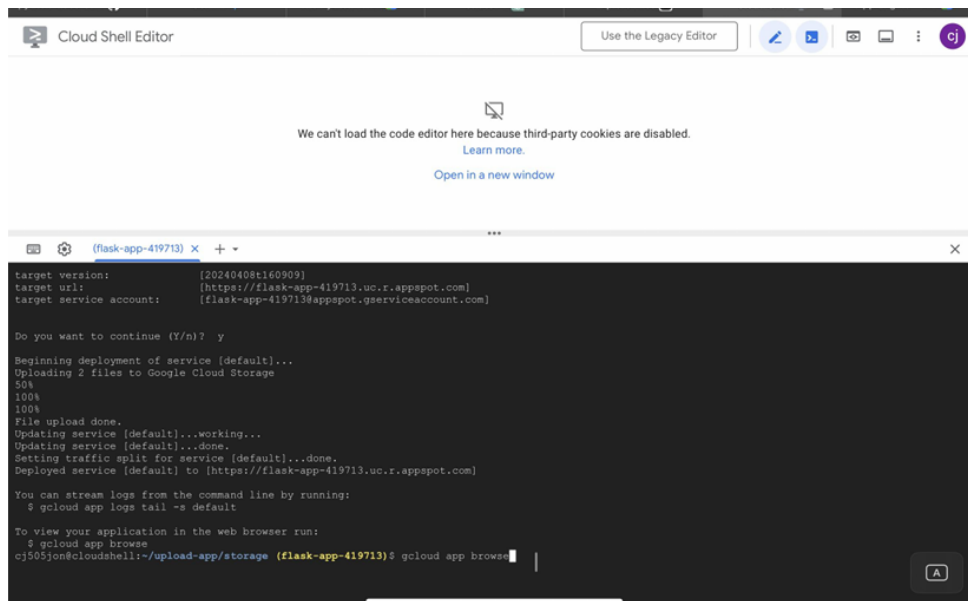 Cloud Shell Editor
Use the Legacy Editor
cj
We can't load the code editor here because third-party cookies are disabled.
Learn more.
Open in a new window
(flask-app-419713)
target version: [20240408t160909]
target url: [https://flask-app-419713.uc.r.appspot.com]
target service account: [flask-app-419713@appspot.gserviceaccount.com]
Do you want to continue (Y/n)? y
Beginning deployment of service [default]...
Uploading 2 files to Google Cloud Storage
50%
100%
100%
File upload done.
Updating service [default]...working...
Updating service [default]...done.
Setting traffic split for service [default]...done.
Deployed service [default] to [https://flask-app-419713.uc.r.appspot.com]
You can stream logs from the command line by running:
$ gcloud app logs tail -s default
To view your application in the web browser run:
$ gcloud app browse
cj505jon@cloudshell:~/upload-app/storage (flask-app-419713)$ gcloud app browse
A